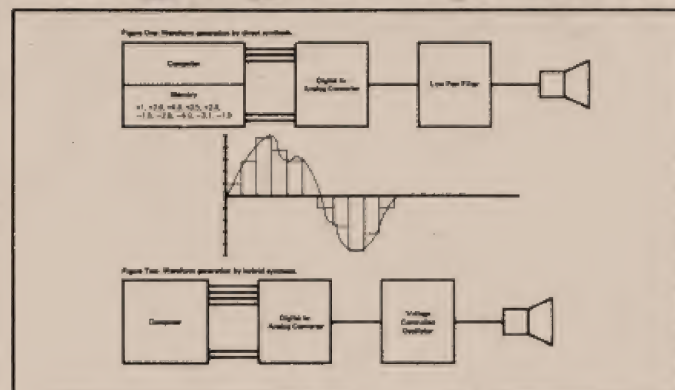 Figure One: Waveform generation by direct synthesis.
Computer
Digital to
Analog Converter
Low Pass Filter
Memory
Figure Two: Waveform generation by hybrid synthesis.
Computer
Digital to
Analog Converter
Voltage
Controlled
Oscillator